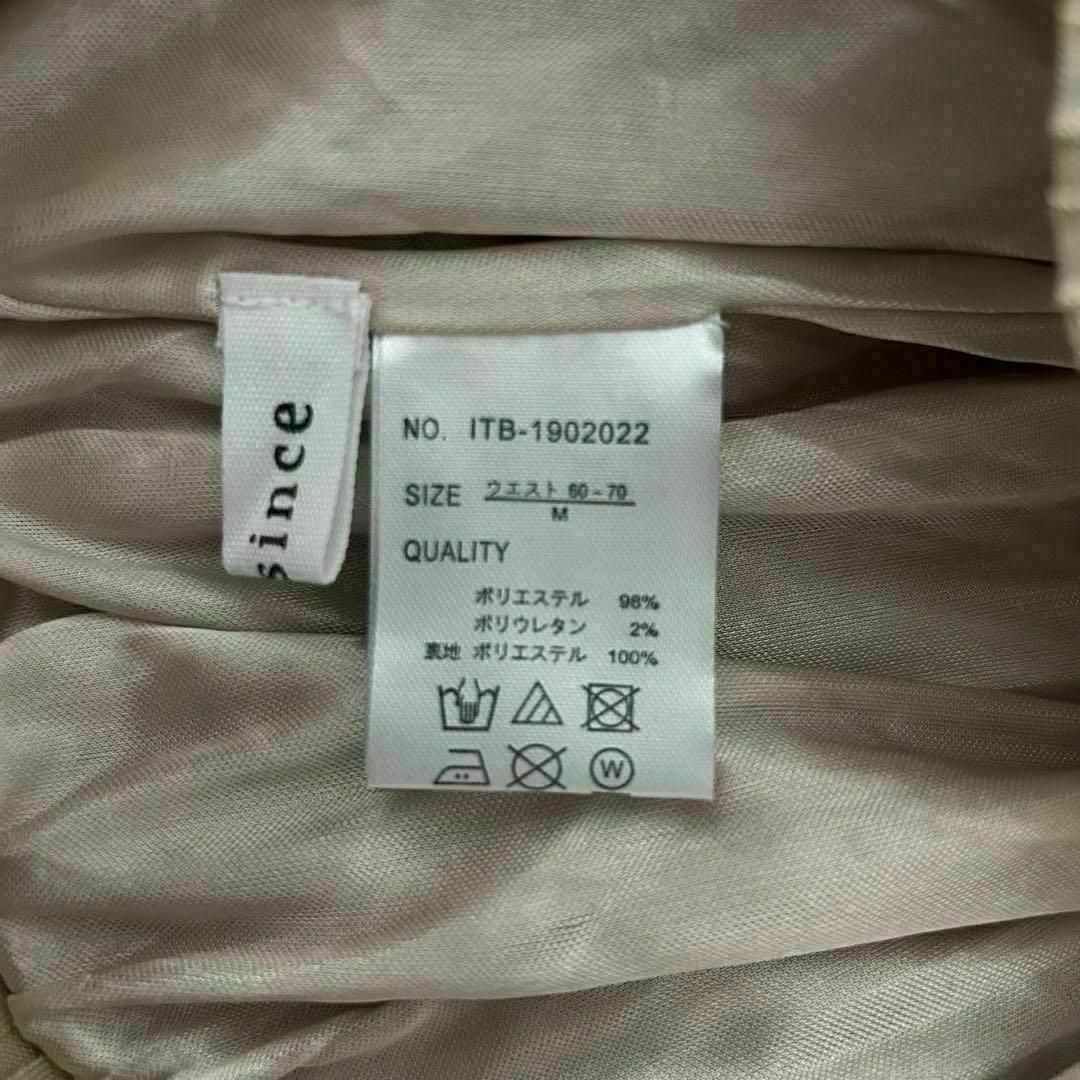 since
NO. ITB-1902022
SIZE ウエスト 60-70
M
QUALITY
ポリエステル 98%
ポリウレタン 2%
裏地 ポリエステル 100%
W